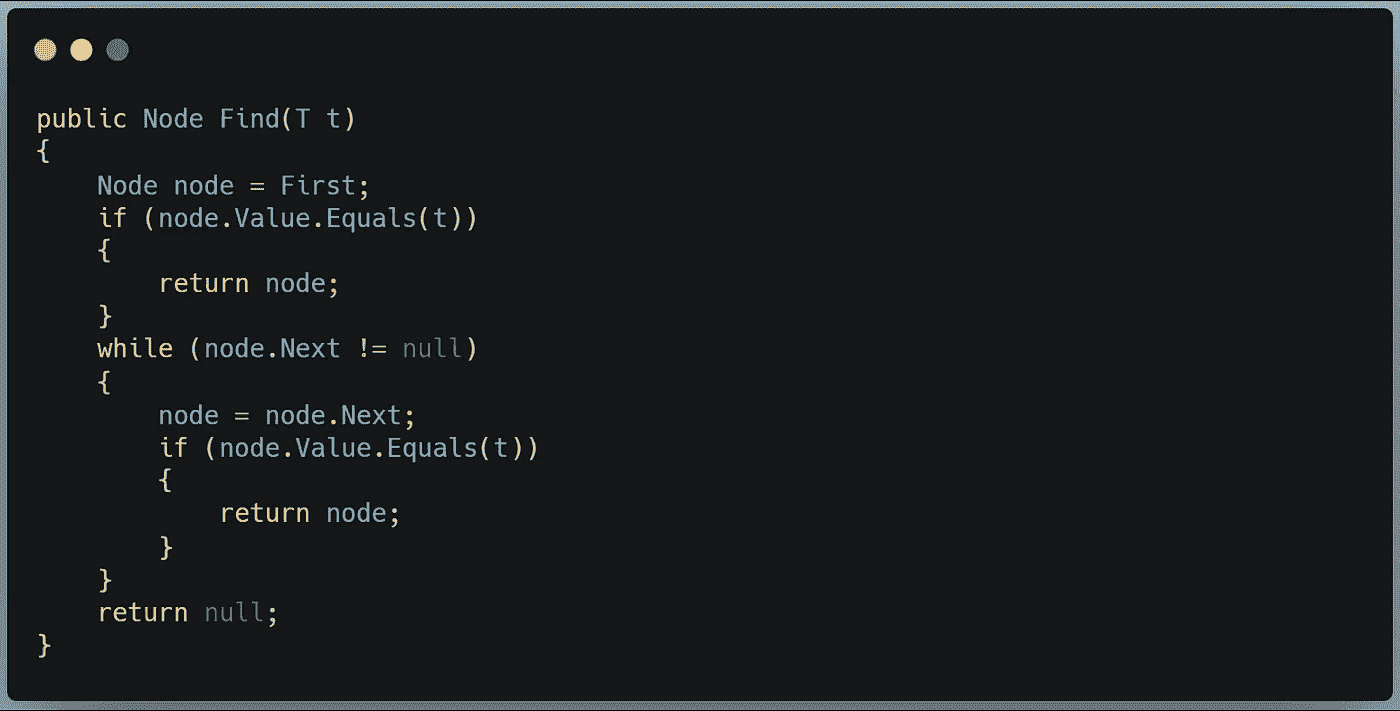 public Node Find(T t)
{
    Node node = First;
    if (node.Value.Equals(t))
    {
        return node;
    }
    while (node.Next != null)
    {
        node = node.Next;
        if (node.Value.Equals(t))
        {
            return node;
        }
    }
    return null;
}